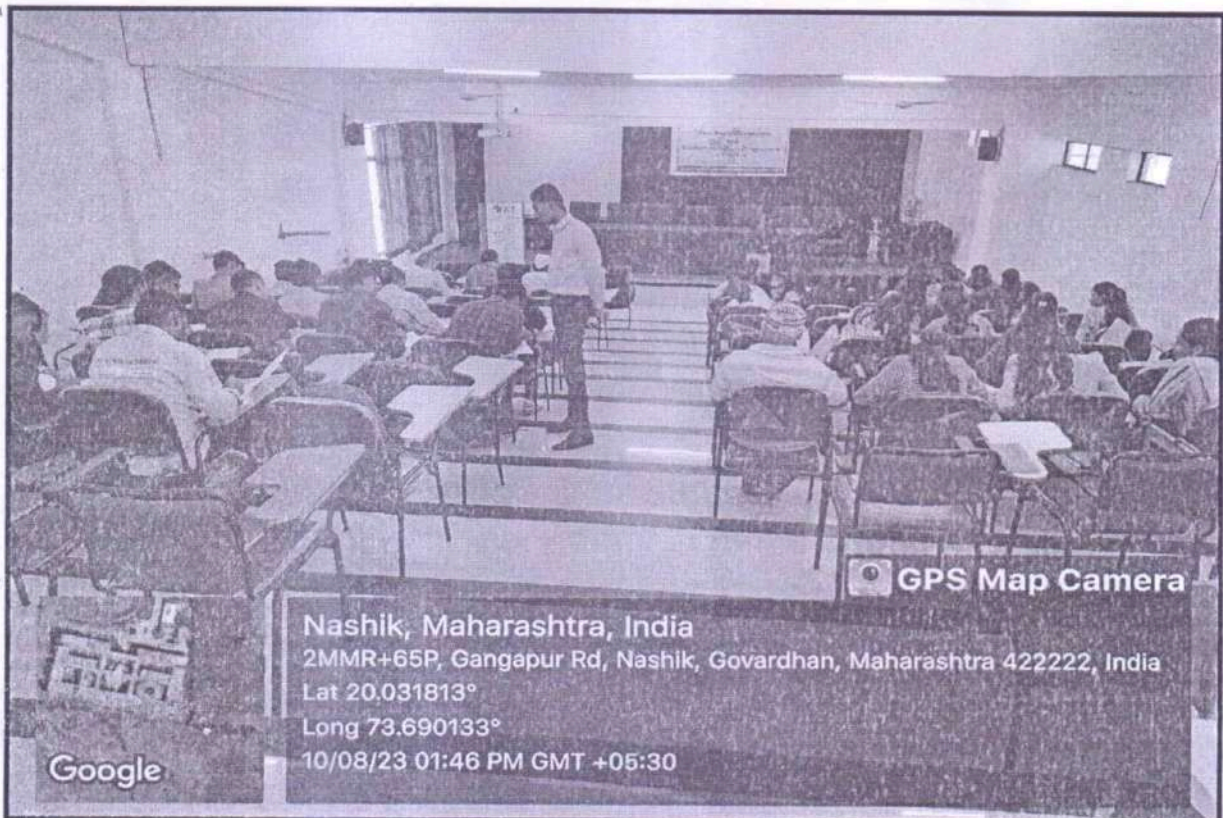 GPS Map Camera
Nashik, Maharashtra, India
2MMR+65P, Gangapur Rd, Nashik, Govardhan, Maharashtra 422222, India
Lat 20.031813°
Long 73.690133°
10/08/23 01:46 PM GMT +05:30
Google